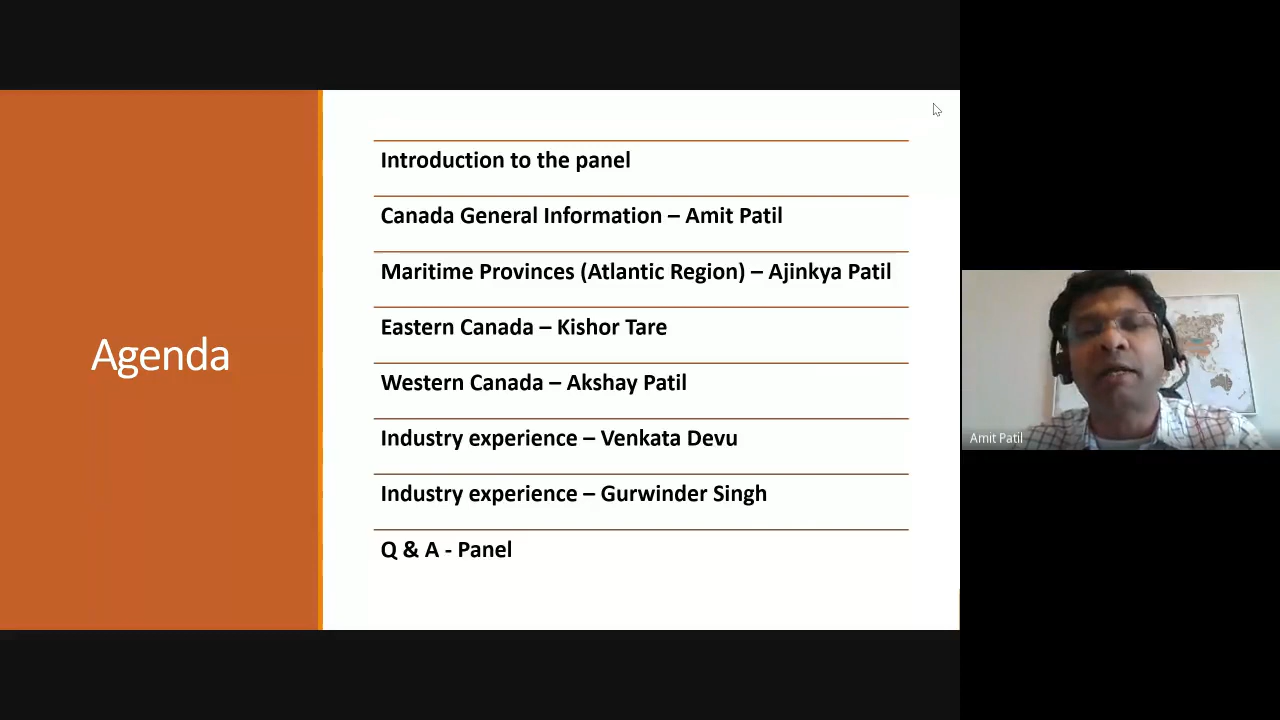 Agenda
Introduction to the panel
Canada General Information – Amit Patil
Maritime Provinces (Atlantic Region) – Ajinkya Patil
Eastern Canada – Kishor Tare
Western Canada – Akshay Patil
Industry experience – Venkata Devu
Industry experience – Gurwinder Singh
Q & A - Panel
Amit Patil